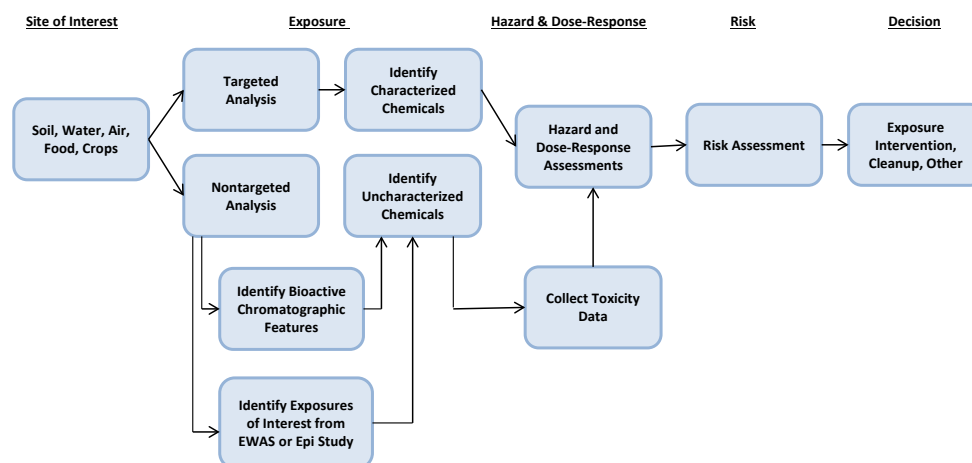 Site of Interest
Exposure
Hazard & Dose-Response
Risk
Decision
Soil, Water, Air,
Food, Crops
Targeted
Analysis
Identify
Characterized
Chemicals
Nontargeted
Analysis
Identify
Uncharacterized
Chemicals
Hazard and
Dose-Response
Assessments
Risk Assessment
Exposure
Intervention,
Cleanup, Other
Identify Bioactive
Chromatographic
Features
Collect Toxicity
Data
Identify Exposures
of Interest from
EWAS or Epi Study